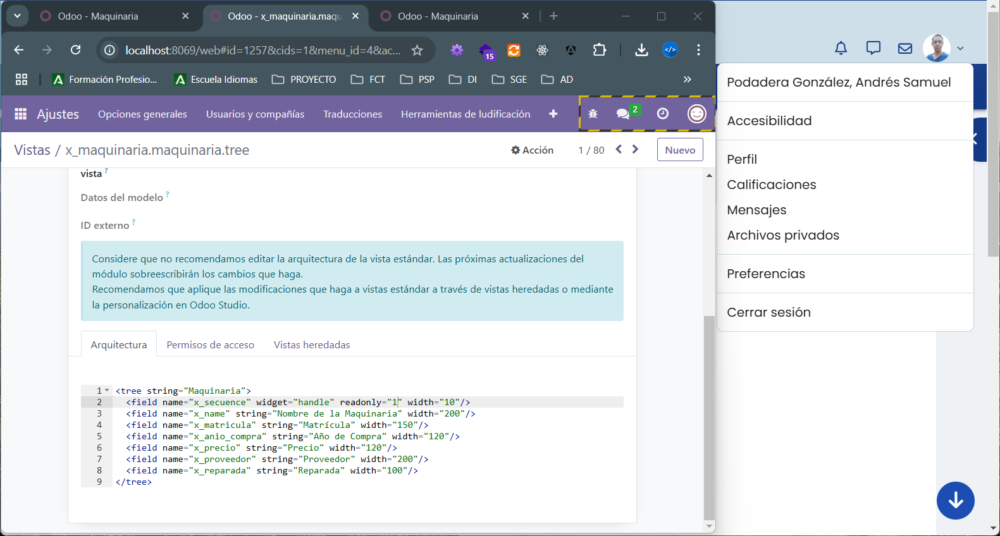 Odoo - Maquinaria
Odoo - x_maquinaria.maqu
Odoo - Maquinaria
localhost:8069/web#id=1257&cids=1&menu_id=4&ac...
15
Formación Profesio...
Escuela Idiomas
PROYECTO
FCT
PSP
DI
SGE
AD
Ajustes
Opciones generales
Usuarios y compañías
Traducciones
Herramientas de ludificación
2
Vistas / x_maquinaria.maquinaria.tree
Acción
1 / 80
Nuevo
vista ?
Datos del modelo ?
ID externo ?
Considere que no recomendamos editar la arquitectura de la vista estándar. Las próximas actualizaciones del
módulo sobreescribirán los cambios que haga.
Recomendamos que aplique las modificaciones que haga a vistas estándar a través de vistas heredadas o mediante
la personalización en Odoo Studio.
Arquitectura
Permisos de acceso
Vistas heredadas
1 <tree string="Maquinaria">
2 <field name="x_secuence" widget="handle" readonly="1" width="10"/>
3 <field name="x_name" string="Nombre de la Maquinaria" width="200"/>
4 <field name="x_matricula" string="Matrícula" width="150"/>
5 <field name="x_anio_compra" string="Año de Compra" width="120"/>
6 <field name="x_precio" string="Precio" width="120"/>
7 <field name="x_proveedor" string="Proveedor" width="200"/>
8 <field name="x_reparada" string="Reparada" width="100"/>
9 </tree>
Podadera González, Andrés Samuel
Accesibilidad
Perfil
Calificaciones
Mensajes
Archivos privados
Preferencias
Cerrar sesión